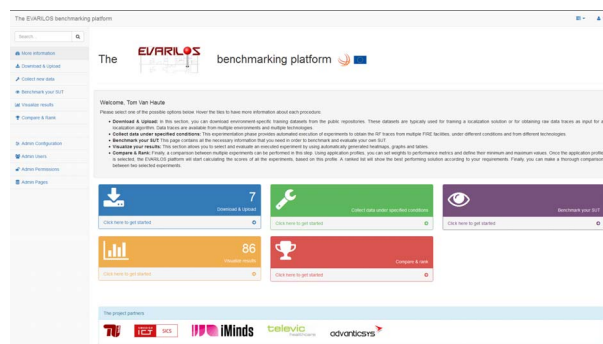 The EVARILOS benchmarking platform
Search
More information
Download & Upload
Collect new data
Benchmark your SUT
Visualise results
Compare & Rank
Admin Configuration
Admin Users
Admin Permissions
Admin Pages
The EVARILOS benchmarking platform
Welcome, Tom Van Haute
Please select one of the possible options below. Hover the tiles to have more information about each procedure:
Download & Upload: In this section, you can download environment-specific training datasets from the public repositories. These datasets are typically used for training a localization solution or for obtaining raw data traces as input for a
localization algorithm. Data traces are available from multiple environments and multiple technologies.
Collect data under specified conditions: This experimentation phase provides automated execution of experiments to obtain the RF traces from multiple FIRE facilities, under different conditions and from different technologies.
Benchmark your SUT: This page contains all the necessary information that you need in order to benchmark and evaluate your own SUT.
Visualize your results: This section allows you to select and evaluate an executed experiment by using automatically generated heatmaps, graphs and tables.
Compare & Rank: Finally, a comparison between multiple experiments can be performed in this step. Using application profiles, you can set weights to performance metrics and define their minimum and maximum values. Once the application profile
is selected, the EVARILOS platform will start calculating the scores of all the experiments, based on this profile. A ranked list will show the best performing solution according to your requirements. Finally, you can make a thorough comparison
between two selected experiments.
7
Download & Upload
Click here to get started
Collect data under specified conditions
Click here to get started
Benchmark your SUT
Click here to get started
86
Visualise results
Click here to get started
Compare & rank
Click here to get started
The project partners
ICT SICS iMinds televic healthcare advanticsys